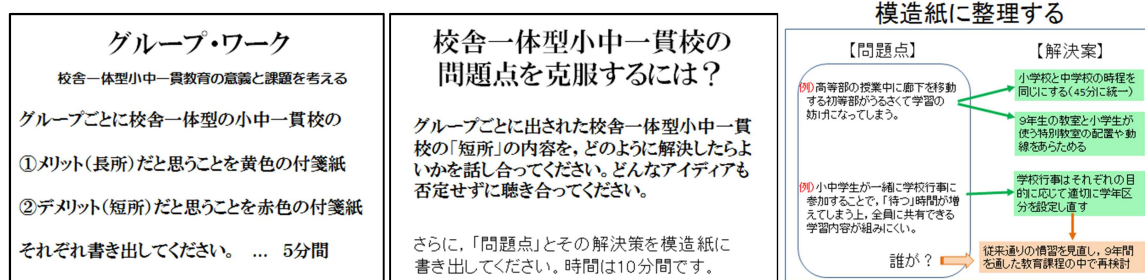 グループ・ワーク
校舎一体型小中一貫教育の意義と課題を考える
グループごとに校舎一体型の小中一貫校の
①メリット(長所)だと思うことを黄色の付箋紙
②デメリット(短所)だと思うことを赤色の付箋紙
それぞれ書き出してください。 … 5分間
校舎一体型小中一貫校の
問題点を克服するには？
グループごとに出された校舎一体型小中一貫
校の「短所」の内容を，どのように解決したらよ
いかを話し合ってください。どんなアイディアも
否定せずに聴き合ってください。
さらに，「問題点」とその解決策を模造紙に
書き出してください。時間は10分間です。
模造紙に整理する
【問題点】
例)高等部の授業中に廊下を移動
する初等部がうるさくて学習の
妨げになってしまう。
例)小中学生が一緒に学校行事に
参加することで，「待つ」時間が増
えてしまう上，全員に共有できる
学習内容が組みにくい。
【解決案】
小学校と中学校の時程を
同じにする(45分に統一)
9年生の教室と小学生が
使う特別教室の配置や動
線をあらためる
学校行事はそれぞれの目
的に応じて適切に学年区
分を設定し直す
誰が？
従来通りの慣習を見直し，9年間
を通した教育課程の中で再検討